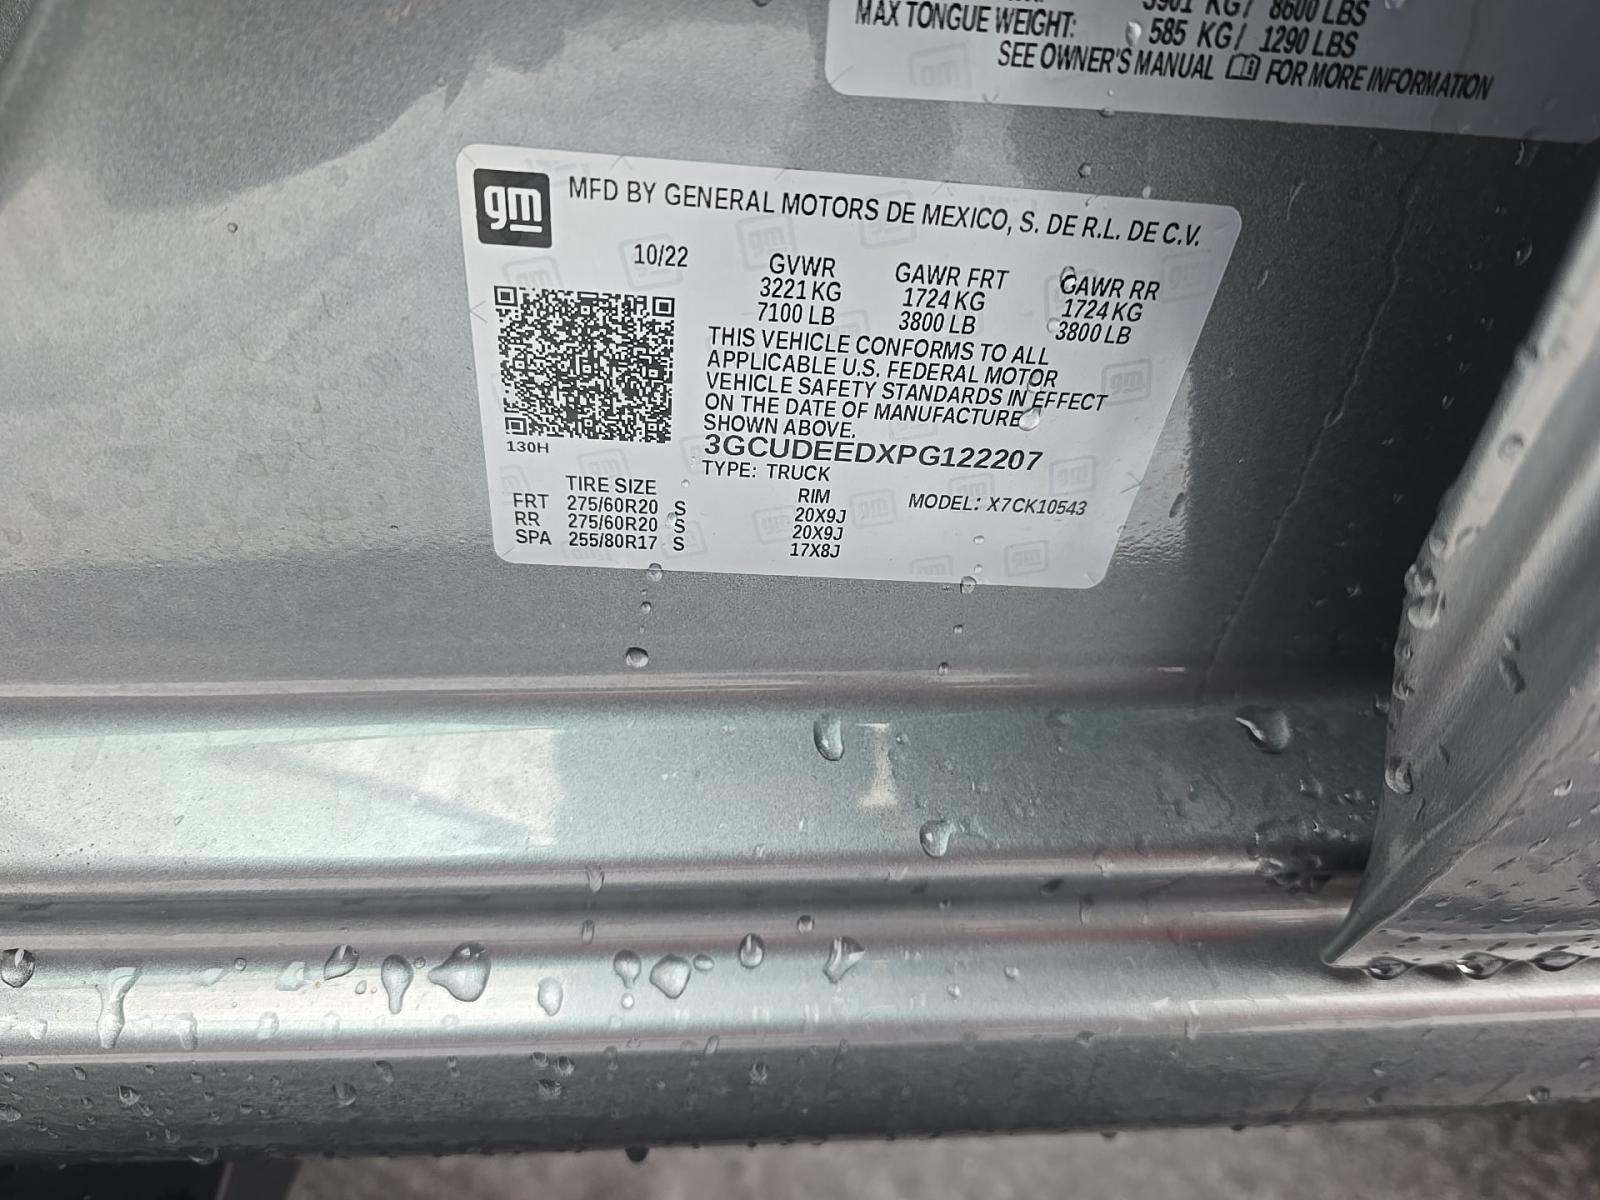 3901 KG/ 8600 LBS
MAX TONGUE WEIGHT: 585 KG/ 1290 LBS
SEE OWNER'S MANUAL FOR MORE INFORMATION
gm
MFD BY GENERAL MOTORS DE MEXICO, S. DE R.L. DE C.V.
10/22
GVWR GAWR FRT GAWR RR
3221 KG 1724 KG 1724 KG
7100 LB 3800 LB 3800 LB
THIS VEHICLE CONFORMS TO ALL
APPLICABLE U.S. FEDERAL MOTOR
VEHICLE SAFETY STANDARDS IN EFFECT
ON THE DATE OF MANUFACTURE
SHOWN ABOVE.
130H
3GCUDEEDXPG122207
TYPE: TRUCK
TIRE SIZE RIM MODEL: X7CK10543
FRT 275/60R20 S 20X9J
RR 275/60R20 S 20X9J
SPA 255/80R17 S 17X8J